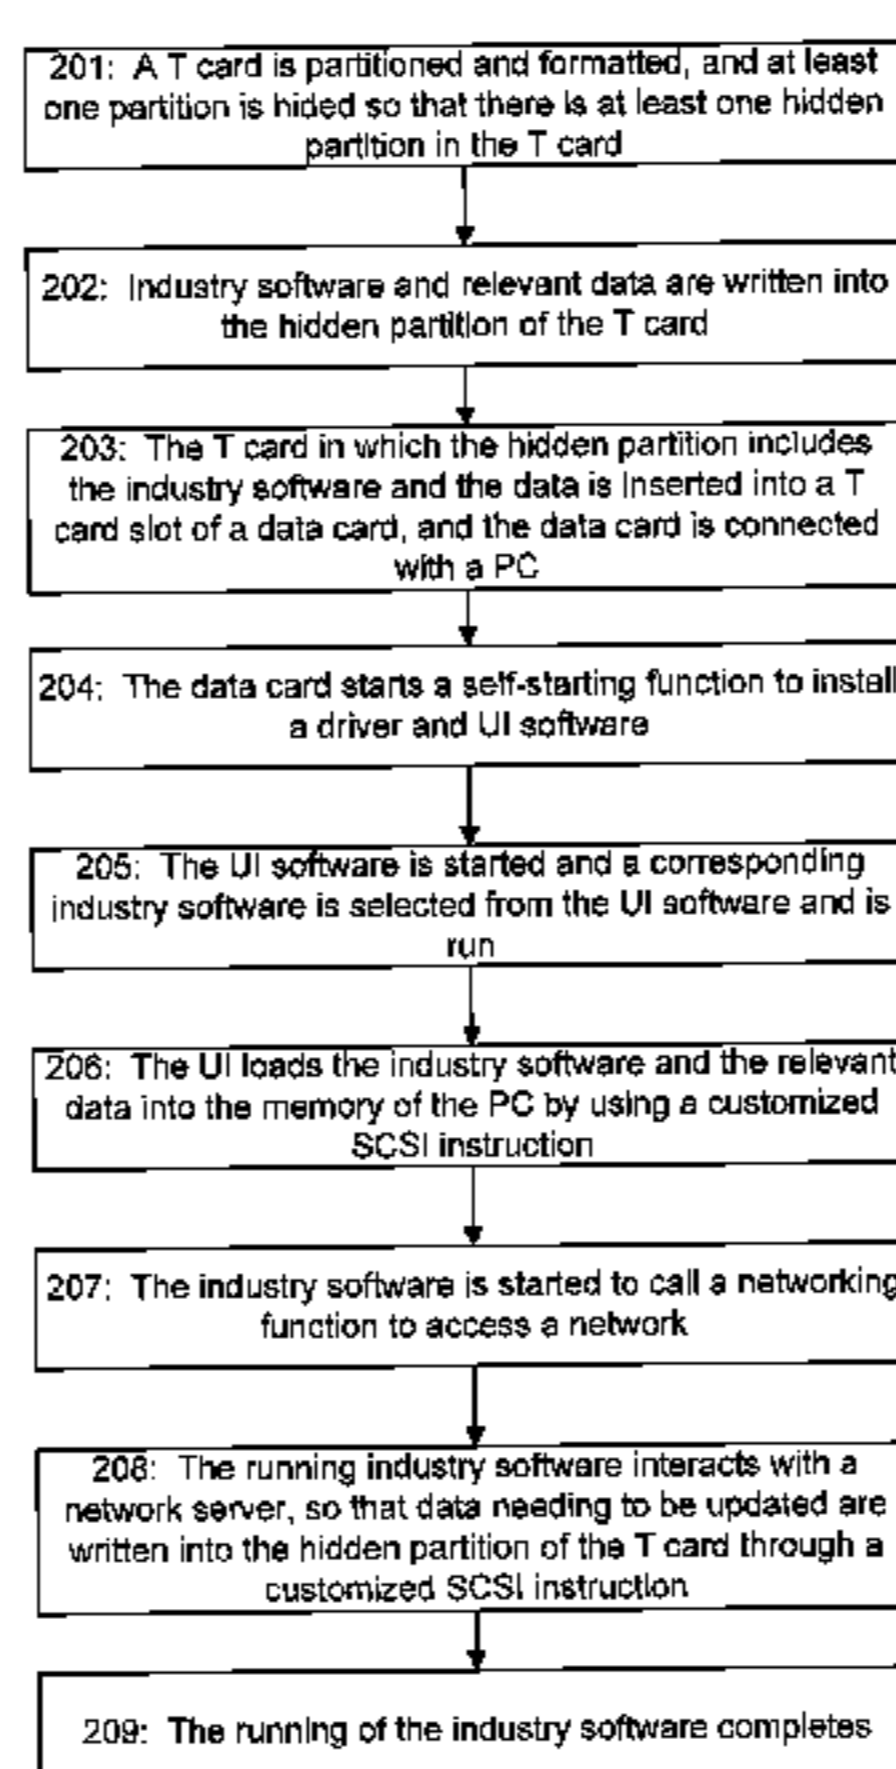 201: A T card is partitioned and formatted, and at least
one partition is hided so that there is at least one hidden
partition in the T card
202: Industry software and relevant data are written into
the hidden partition of the T card
203: The T card in which the hidden partition includes
the industry software and the data is inserted into a T
card slot of a data card, and the data card is connected
with a PC
204: The data card starts a self-starting function to install
a driver and UI software
205: The UI software is started and a corresponding
industry software is selected from the UI software and is
run
206: The UI loads the industry software and the relevant
data into the memory of the PC by using a customized
SCSI instruction
207: The industry software is started to call a networking
function to access a network
208: The running industry software interacts with a
network server, so that data needing to be updated are
written into the hidden partition of the T card through a
customized SCSI instruction
209: The running of the industry software completes